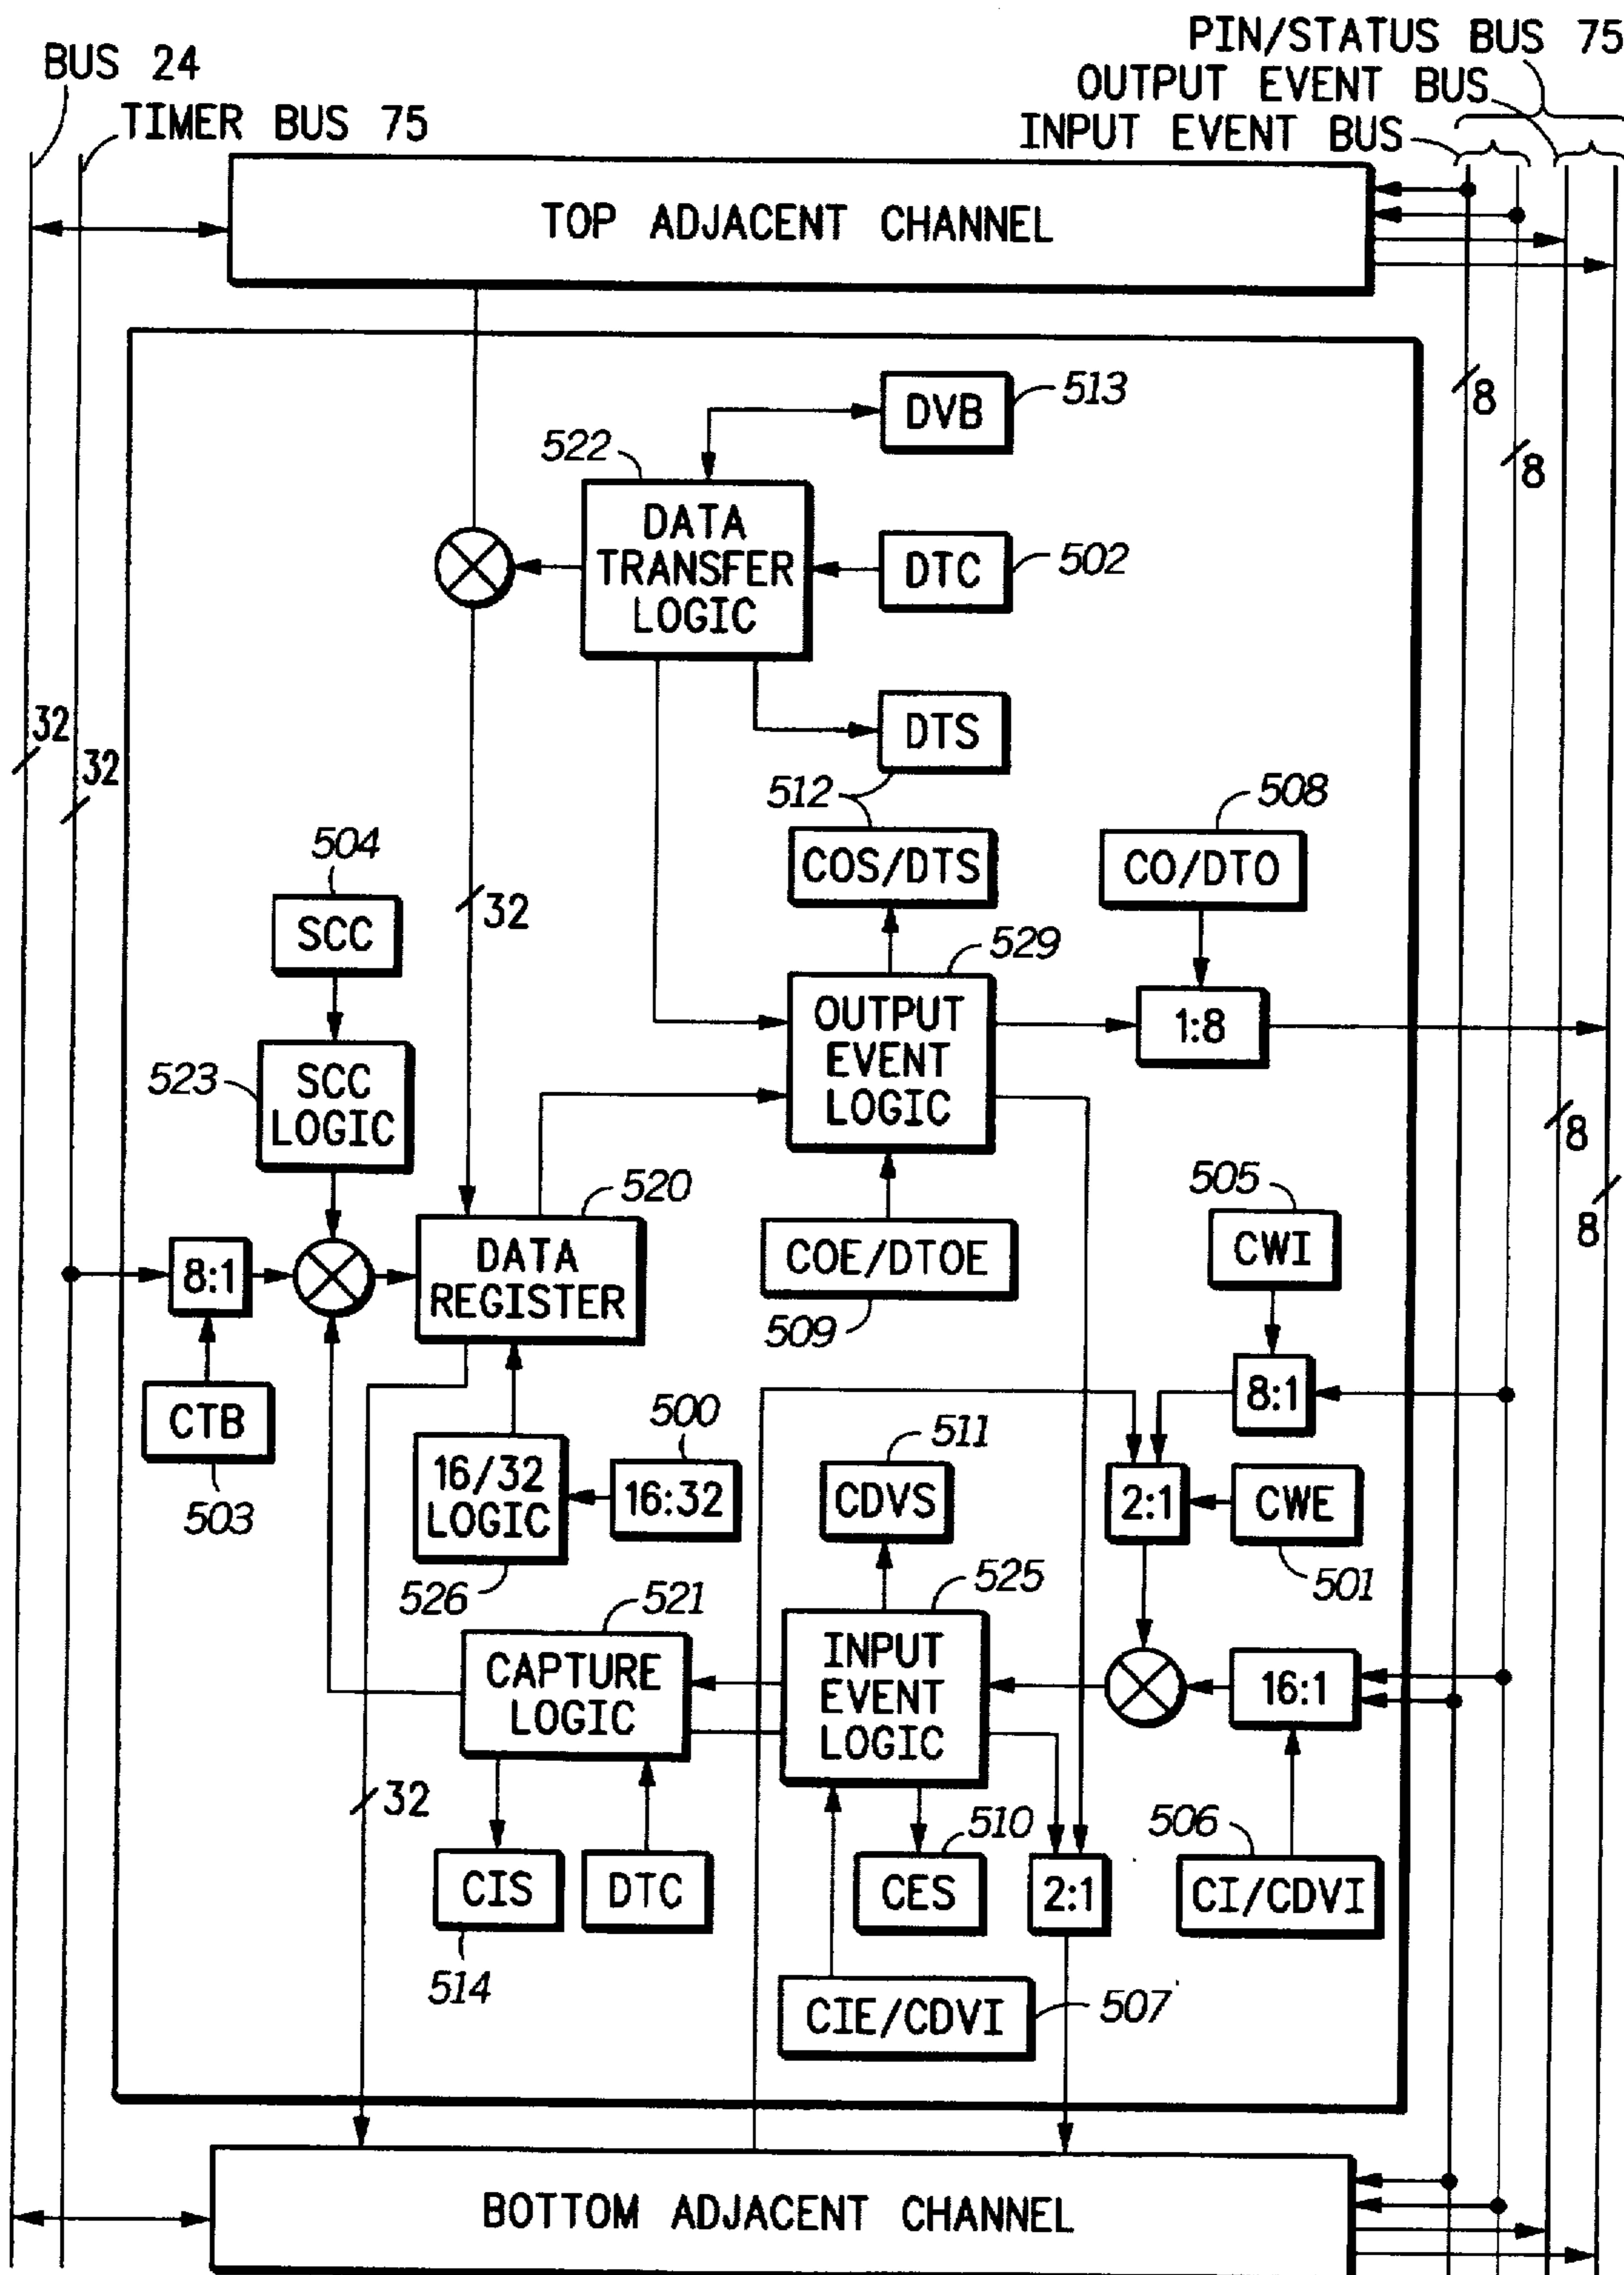 PIN/STATUS BUS 75
BUS 24
OUTPUT EVENT BUS
TIMER BUS 75
INPUT EVENT BUS
TOP ADJACENT CHANNEL
DVB
513
8
522
8
DATA
TRANSFER
LOGIC
DTC
502
32
32
DTS
512
508
504
COS/DTS
CO/DTO
32
SCC
529
OUTPUT
EVENT
LOGIC
1:8
523
SCC
LOGIC
8
505
520
8
CWI
8:1
DATA
REGISTER
COE/DTOE
509
CTB
503
8:1
500
511
16/32
LOGIC
16:32
CDVS
2:1
CWE
526
501
521
525
CAPTURE
LOGIC
INPUT
EVENT
LOGIC
16:1
32
510
506
CIS
DTC
CES
2:1
CI/CDVI
514
CIE/CDVI
507
BOTTOM ADJACENT CHANNEL